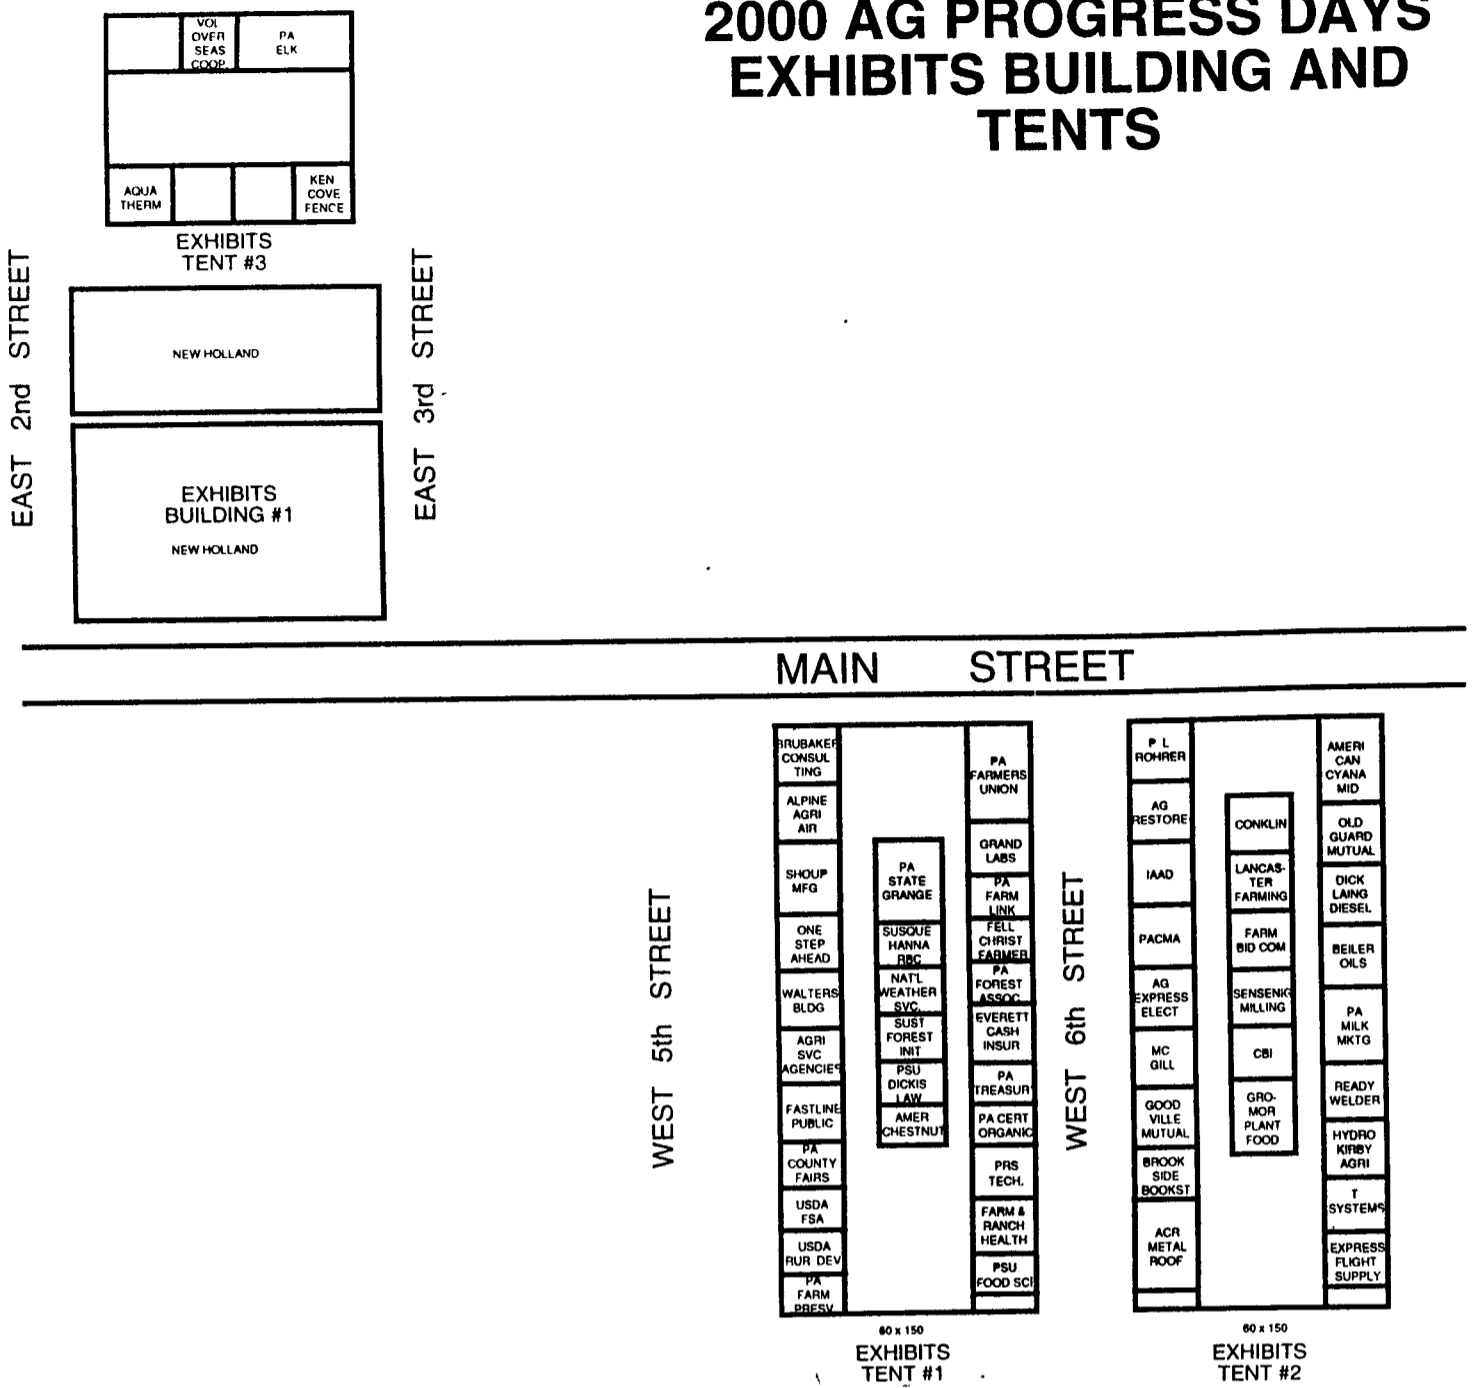 2000 AG PROGRESS DAYS
EXHIBITS BUILDING AND
TENTS
VOL
OVER
SEAS
COOP.
PA
ELK
AQUA
THERM
KEN
COVE
FENCE
EXHIBITS
TENT #3
EAST 2nd STREET
EAST 3rd STREET
NEW HOLLAND
EXHIBITS
BUILDING #1
NEW HOLLAND
MAIN STREET
WEST 5th STREET
BRUBAKER
CONSUL
TING
ALPINE
AGRI
AIR
SHOUP
MFG
ONE
STEP
AHEAD
WALTERS
BLDG
AGRI
SVC
AGENCIES
FASTLINE
PUBLIC
PA
COUNTY
FAIRS
USDA
FSA
USDA
RUR DEV
PA
FARM
PRESV
PA
STATE
GRANGE
SUSQUE
HANNA
RBC
NAT'L
WEATHER
SVC.
SUST
FOREST
INIT
PSU
DICKIS
LAW
AMER
CHESTNUT
PA
FARMERS
UNION
GRAND
LABS
PA
FARM
LINK
FELL
CHRIST
FARMER
PA
FOREST
ASSOC.
EVERETT
CASH
INSUR
PA
TREASURY
PA CERT
ORGANIC
PRS
TECH.
FARM &
RANCH
HEALTH
PSU
FOOD SCI
60 x 150
EXHIBITS
TENT #1
WEST 6th STREET
P L
ROHRER
AG
RESTORE
IAAD
PACMA
AG
EXPRESS
ELECT
MC
GILL
GOOD
VILLE
MUTUAL
BROOK
SIDE
BOOKST
ACR
METAL
ROOF
CONKLIN
LANCAS-
TER
FARMING
FARM
BID COM
SENSENIG
MILLING
CBI
GRO-
MOR
PLANT
FOOD
AMERI
CAN
CYANA
MID
OLD
GUARD
MUTUAL
DICK
LAING
DIESEL
BEILER
OILS
PA
MILK
MKTG
READY
WELDER
HYDRO
KIRBY
AGRI
T
SYSTEMS
EXPRESS
FLIGHT
SUPPLY
60 x 150
EXHIBITS
TENT #2